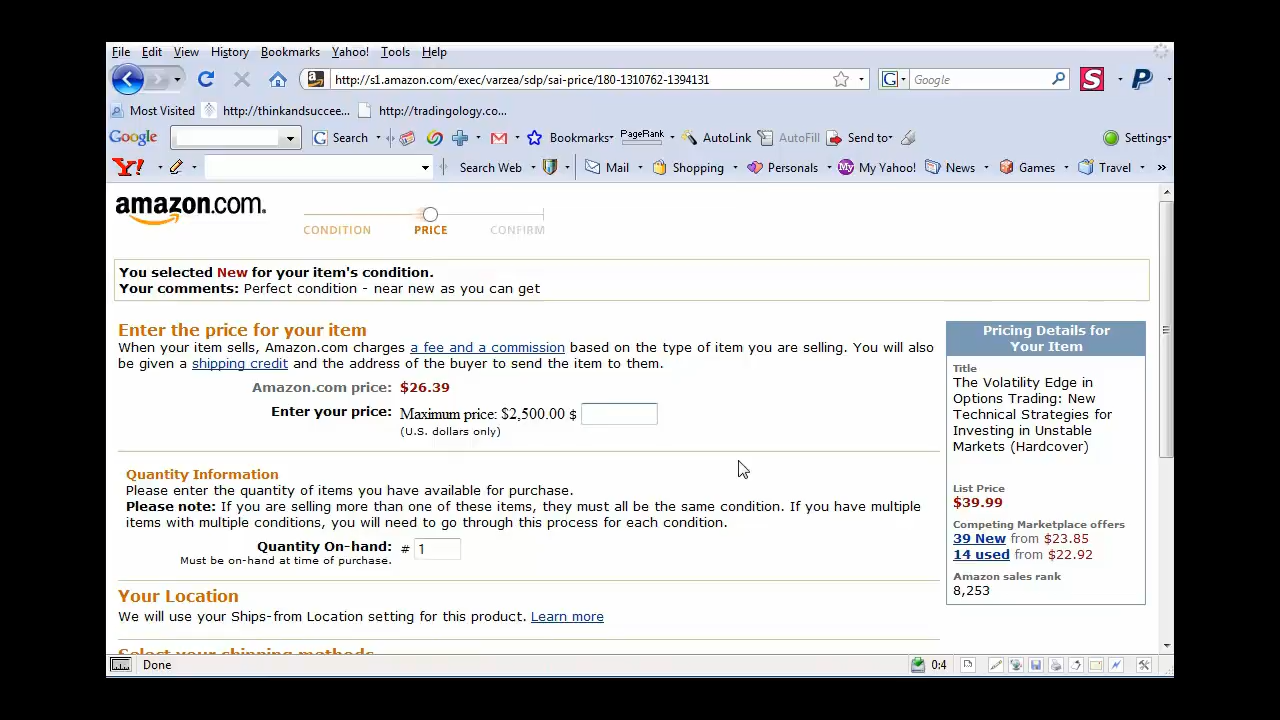 File Edit View History Bookmarks Yahoo! Tools Help
http://s1.amazon.com/exec/varzea/sdp/sai-price/180-1310762-1394131
Google
Most Visited http://thinkandsuccee... http://tradingology.co...
Google Search Bookmarks PageRank AutoLink AutoFill Send to Settings
Y! Search Web Mail Shopping Personals My Yahoo! News Games Travel »
amazon.com.
CONDITION PRICE CONFIRM
You selected New for your item's condition.
Your comments: Perfect condition - near new as you can get
Enter the price for your item
When your item sells, Amazon.com charges a fee and a commission based on the type of item you are selling. You will also
be given a shipping credit and the address of the buyer to send the item to them.
Amazon.com price: $26.39
Enter your price: Maximum price: $2,500.00 $
(U.S. dollars only)
Quantity Information
Please enter the quantity of items you have available for purchase.
Please note: If you are selling more than one of these items, they must all be the same condition. If you have multiple
items with multiple conditions, you will need to go through this process for each condition.
Quantity On-hand: # 1
Must be on-hand at time of purchase.
Your Location
We will use your Ships-from Location setting for this product. Learn more
Select your shipping methods
Pricing Details for
Your Item
Title
The Volatility Edge in
Options Trading: New
Technical Strategies for
Investing in Unstable
Markets (Hardcover)
List Price
$39.99
Competing Marketplace offers
39 New from $23.85
14 used from $22.92
Amazon sales rank
8,253
Done 0:4